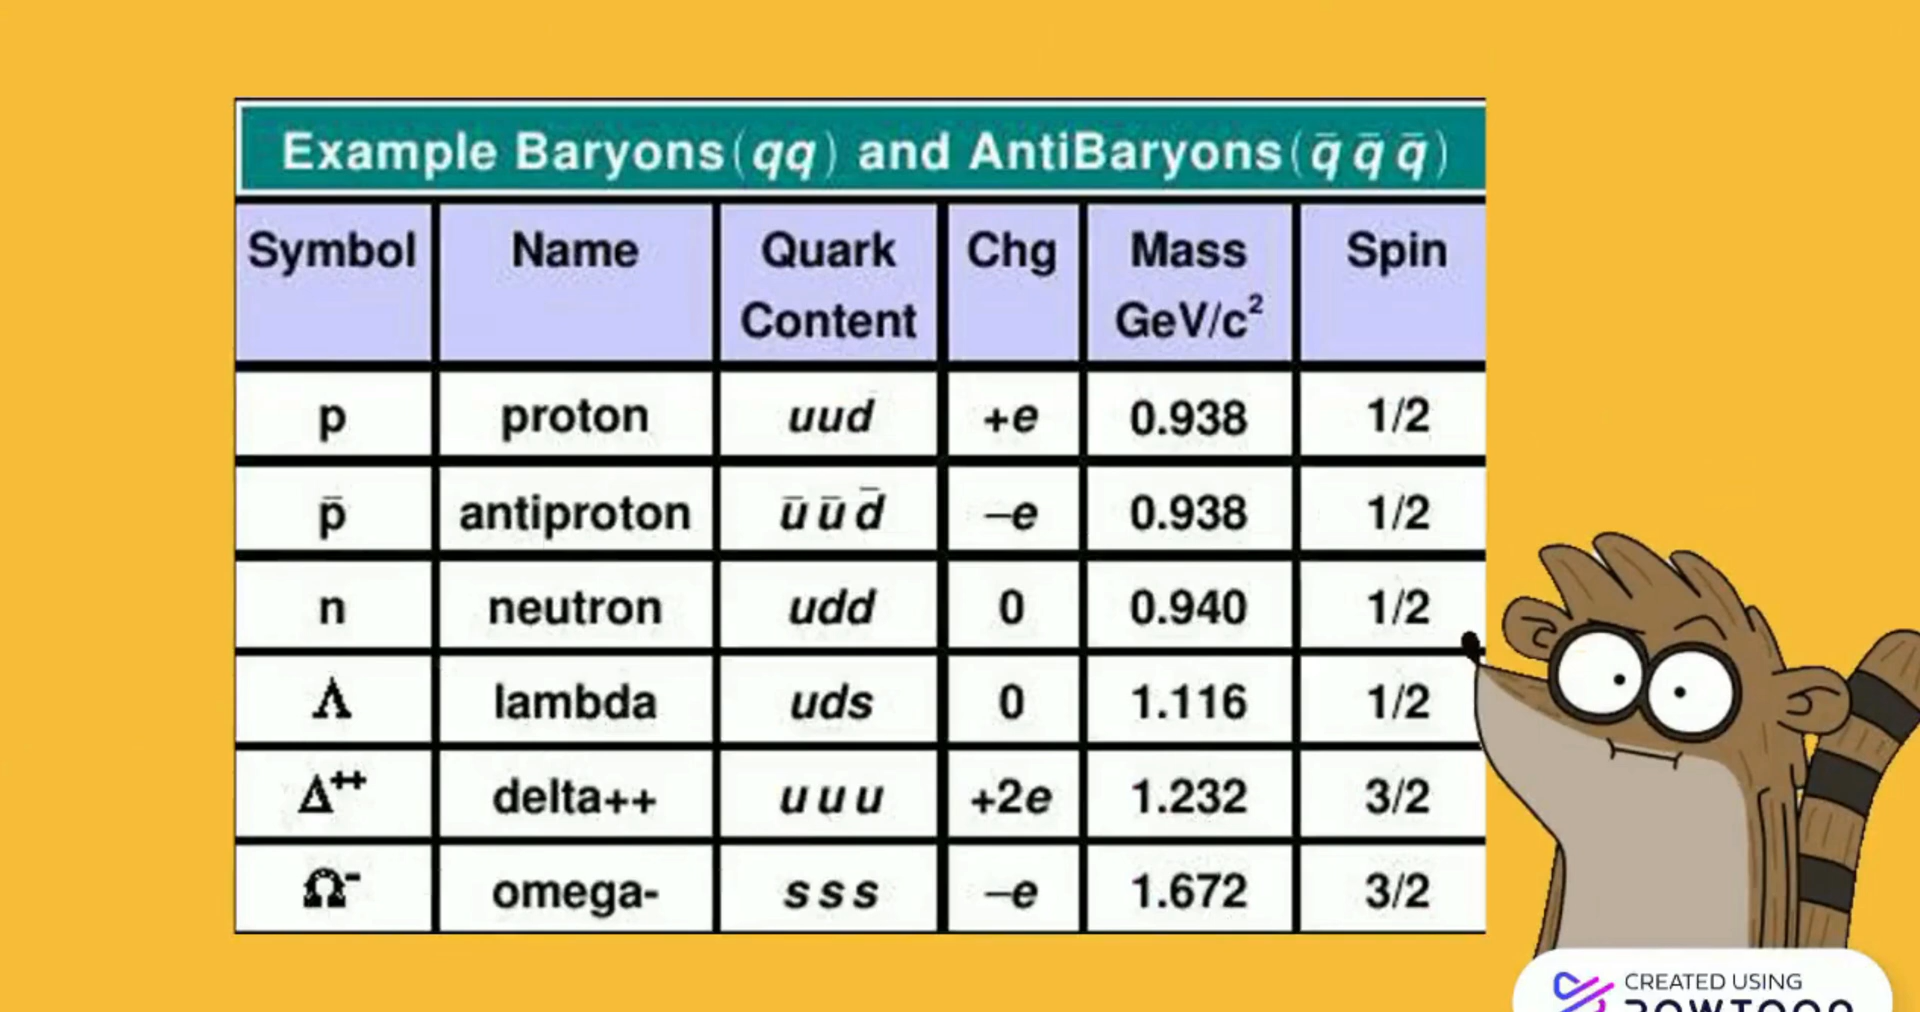 Example Baryons(qq) and AntiBaryons(q̄ q̄ q̄)
Symbol Name Quark Content Chg Mass GeV/c² Spin
p proton uud +e 0.938 1/2
p̄ antiproton ū ū d̄ –e 0.938 1/2
n neutron udd 0 0.940 1/2
Λ lambda uds 0 1.116 1/2
Δ⁺⁺ delta++ u u u +2e 1.232 3/2
Ω⁻ omega- s s s –e 1.672 3/2
CREATED USING